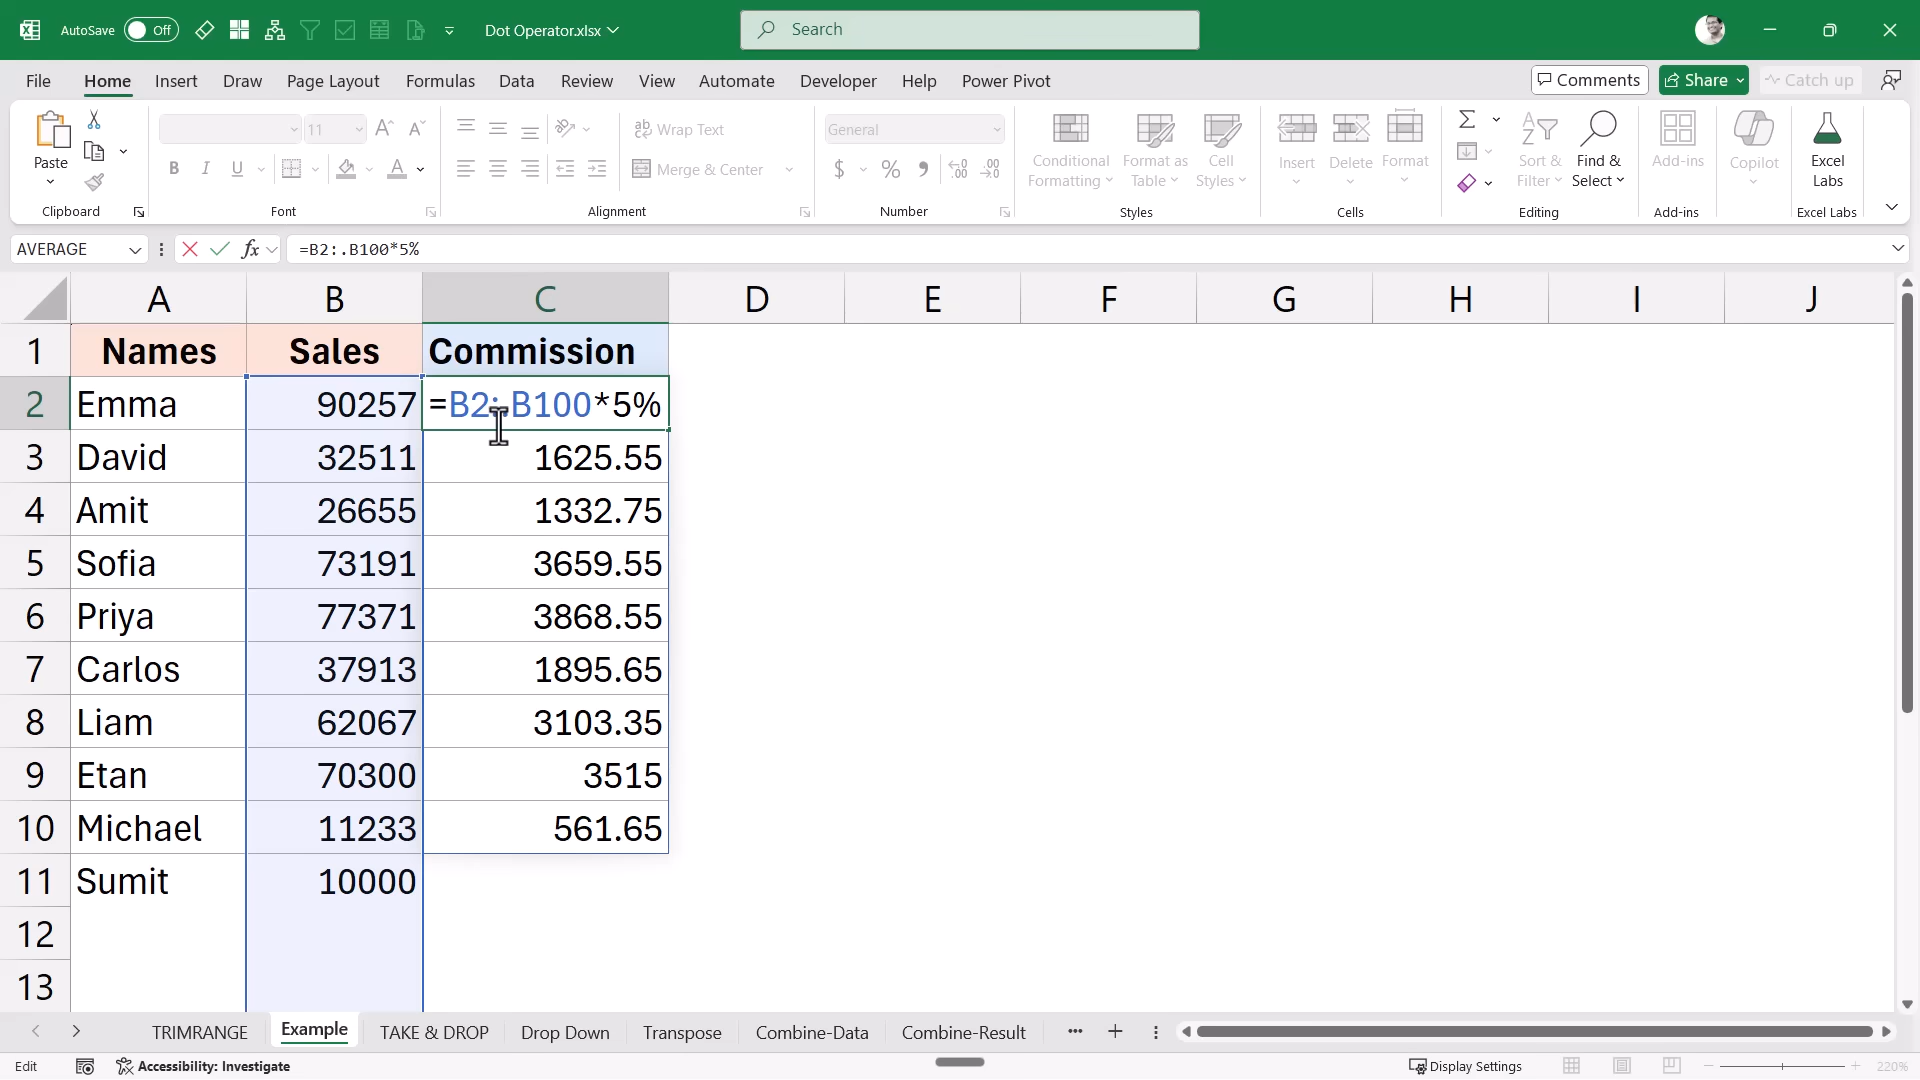 AutoSave Off Dot Operator.xlsx Search
File Home Insert Draw Page Layout Formulas Data Review View Automate Developer Help Power Pivot Comments Share Catch up
Paste
11
Wrap Text
Merge & Center
General
Conditional Formatting
Format as Table
Cell Styles
Insert
Delete
Format
Sort & Filter
Find & Select
Add-ins
Copilot
Excel Labs
Clipboard Font Alignment Number Styles Cells Editing Add-ins Excel Labs
AVERAGE fx =B2:.B100*5%
A B C D E F G H I J
1 Names Sales Commission
2 Emma 90257 =B2:.B100*5%
3 David 32511 1625.55
4 Amit 26655 1332.75
5 Sofia 73191 3659.55
6 Priya 77371 3868.55
7 Carlos 37913 1895.65
8 Liam 62067 3103.35
9 Etan 70300 3515
10 Michael 11233 561.65
11 Sumit 10000
12
13
TRIMRANGE Example TAKE & DROP Drop Down Transpose Combine-Data Combine-Result
Edit Accessibility: Investigate Display Settings 220%